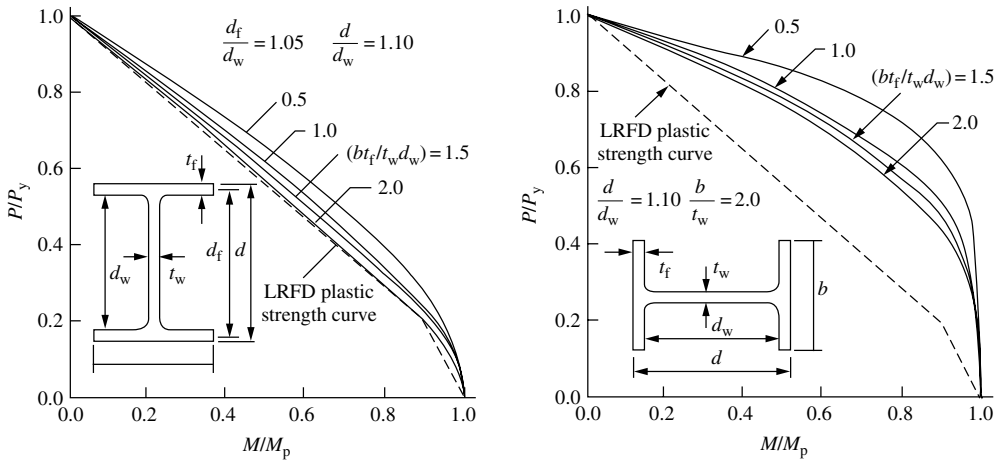 d_f/d_w = 1.05 d/d_w = 1.10
1.0
0.8
0.6
0.4
0.2
0.0
P/P_y
0.5
1.0
(bt_f/t_w d_w) = 1.5
2.0
t_f
d_w
t_w
d_f
d
LRFD plastic
strength curve
0.0 0.2 0.4 0.6 0.8 1.0
M/M_p
1.0
0.8
0.6
0.4
0.2
0.0
P/P_y
0.5
1.0
(bt_f/t_w d_w) = 1.5
2.0
LRFD plastic
strength curve
d/d_w = 1.10 b/t_w = 2.0
t_f
t_w
b
d_w
d
0.0 0.2 0.4 0.6 0.8 1.0
M/M_p